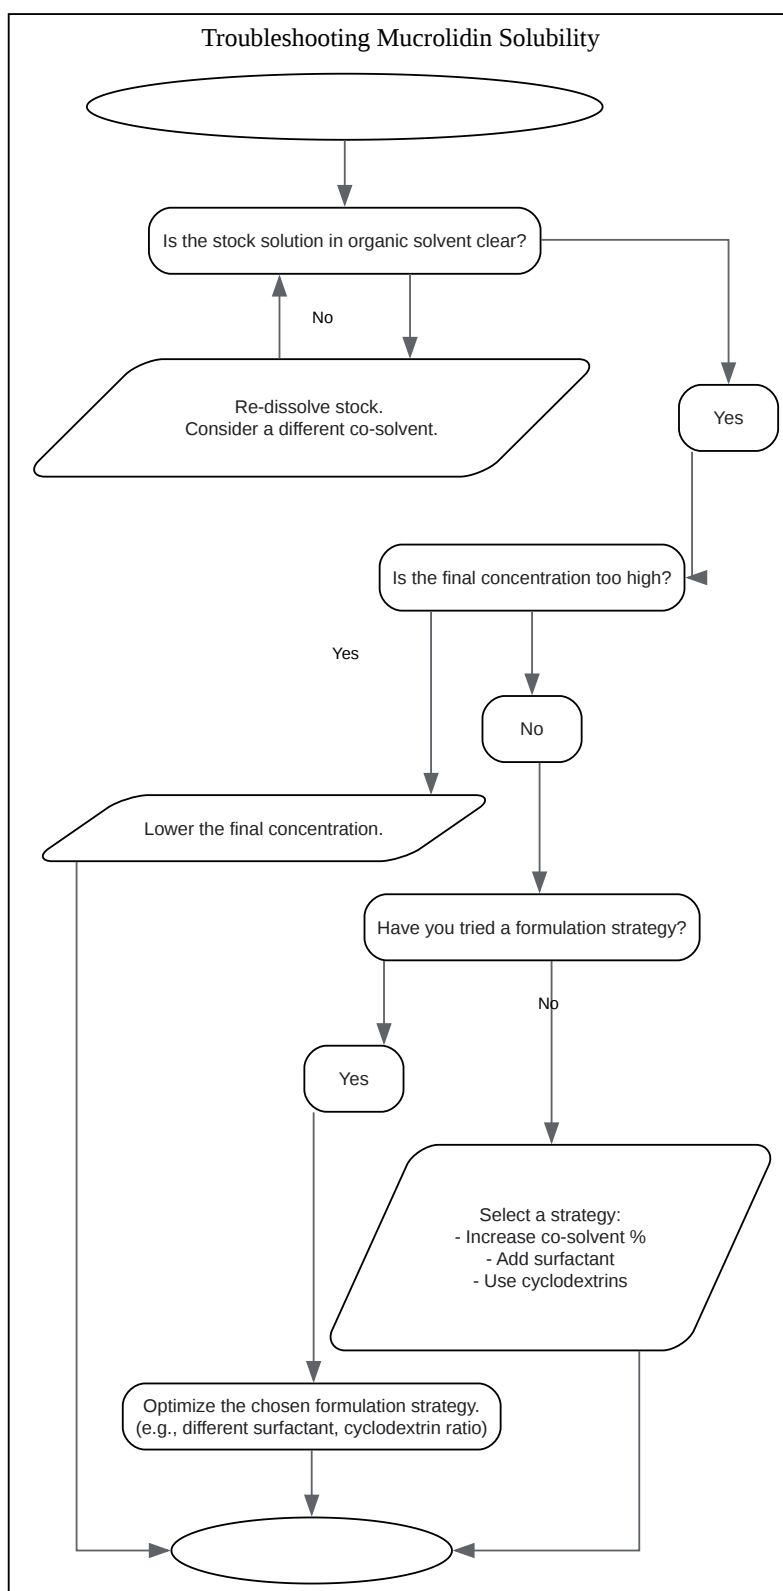 Troubleshooting Mucrolidin Solubility
Is the stock solution in organic solvent clear?
No
Re-dissolve stock.
Consider a different co-solvent.
Yes
Is the final concentration too high?
Yes
No
Lower the final concentration.
Have you tried a formulation strategy?
No
Yes
Select a strategy:
- Increase co-solvent %
- Add surfactant
- Use cyclodextrins
Optimize the chosen formulation strategy.
(e.g., different surfactant, cyclodextrin ratio)